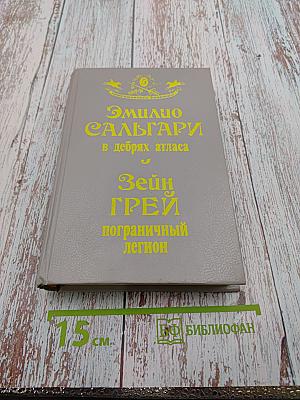 Эмилио
САЛЬГАРИ
в дебрях атласа
Зейн
ГРЕЙ
пограничный
легион
15 см.
БИБЛИОФАН